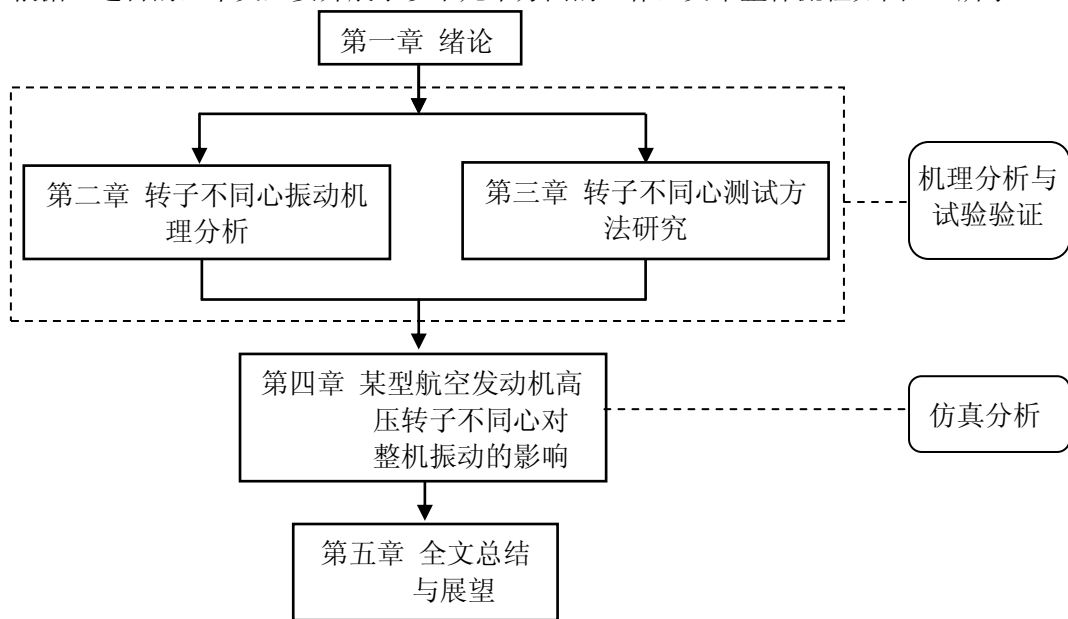 第一章 绪论
第二章 转子不同心振动机
理分析
第三章 转子不同心测试方
法研究
机理分析与
试验验证
第四章 某型航空发动机高
压转子不同心对
整机振动的影响
仿真分析
第五章 全文总结
与展望